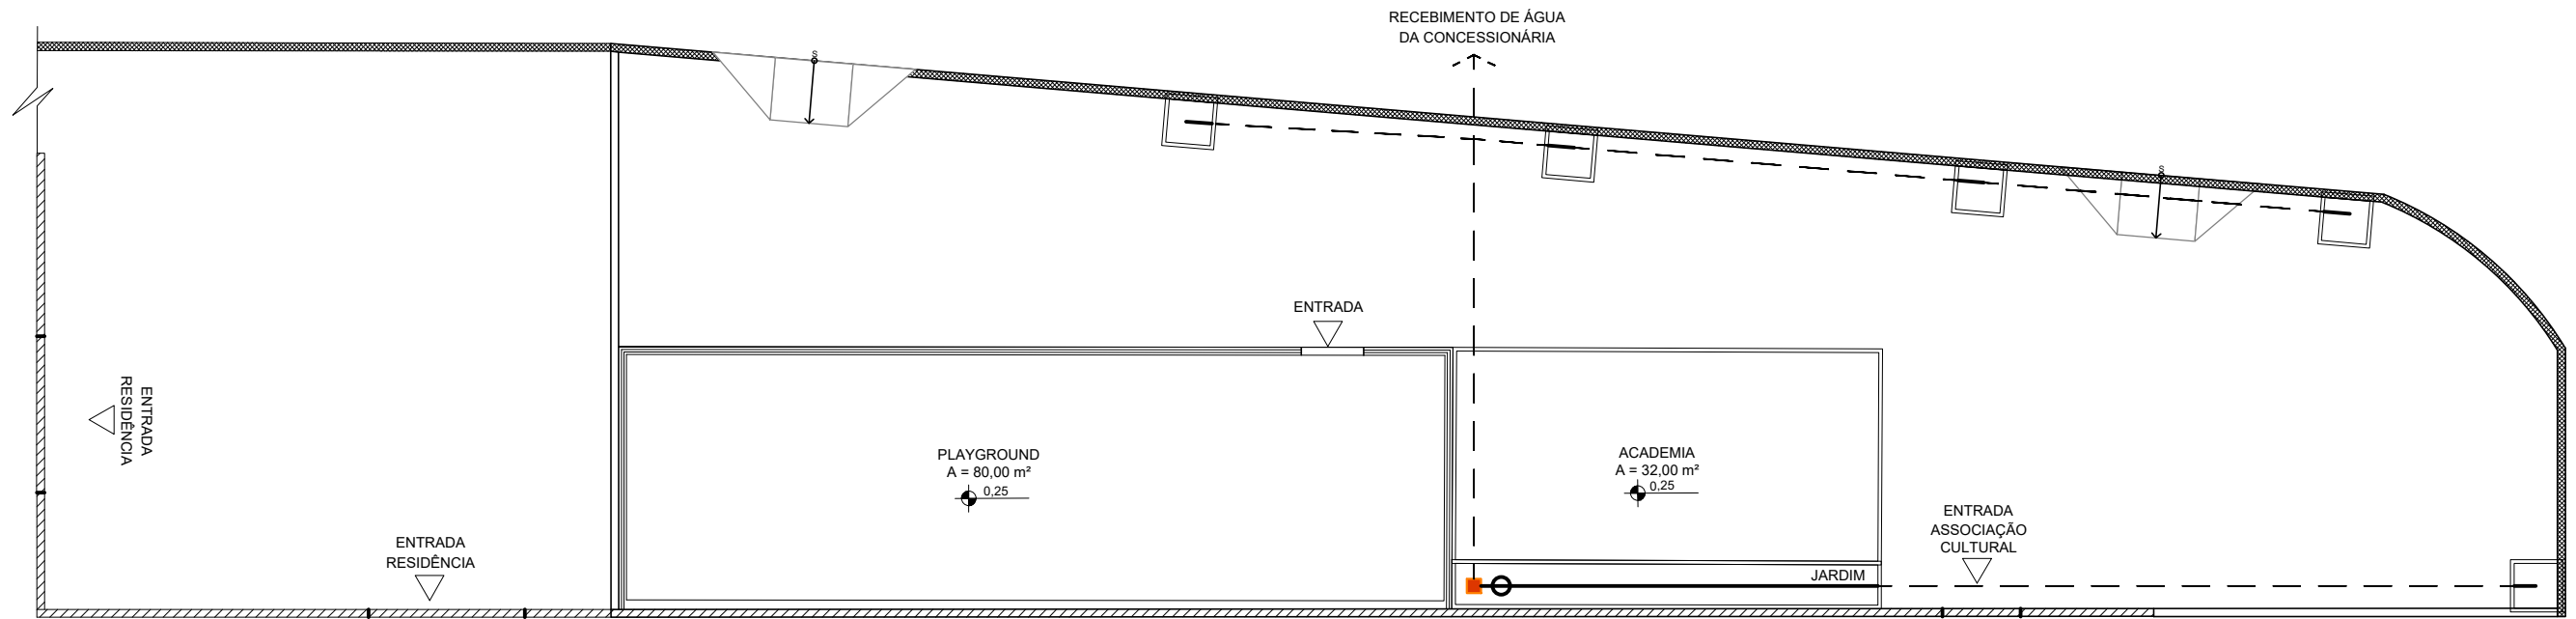 RECEBIMENTO DE ÁGUA
DA CONCESSIONÁRIA
S
S
ENTRADA
ENTRADA
RESIDÊNCIA
PLAYGROUND
A = 80,00 m²
0,25
ACADEMIA
A = 32,00 m²
0,25
ENTRADA
RESIDÊNCIA
ENTRADA
ASSOCIAÇÃO
CULTURAL
JARDIM